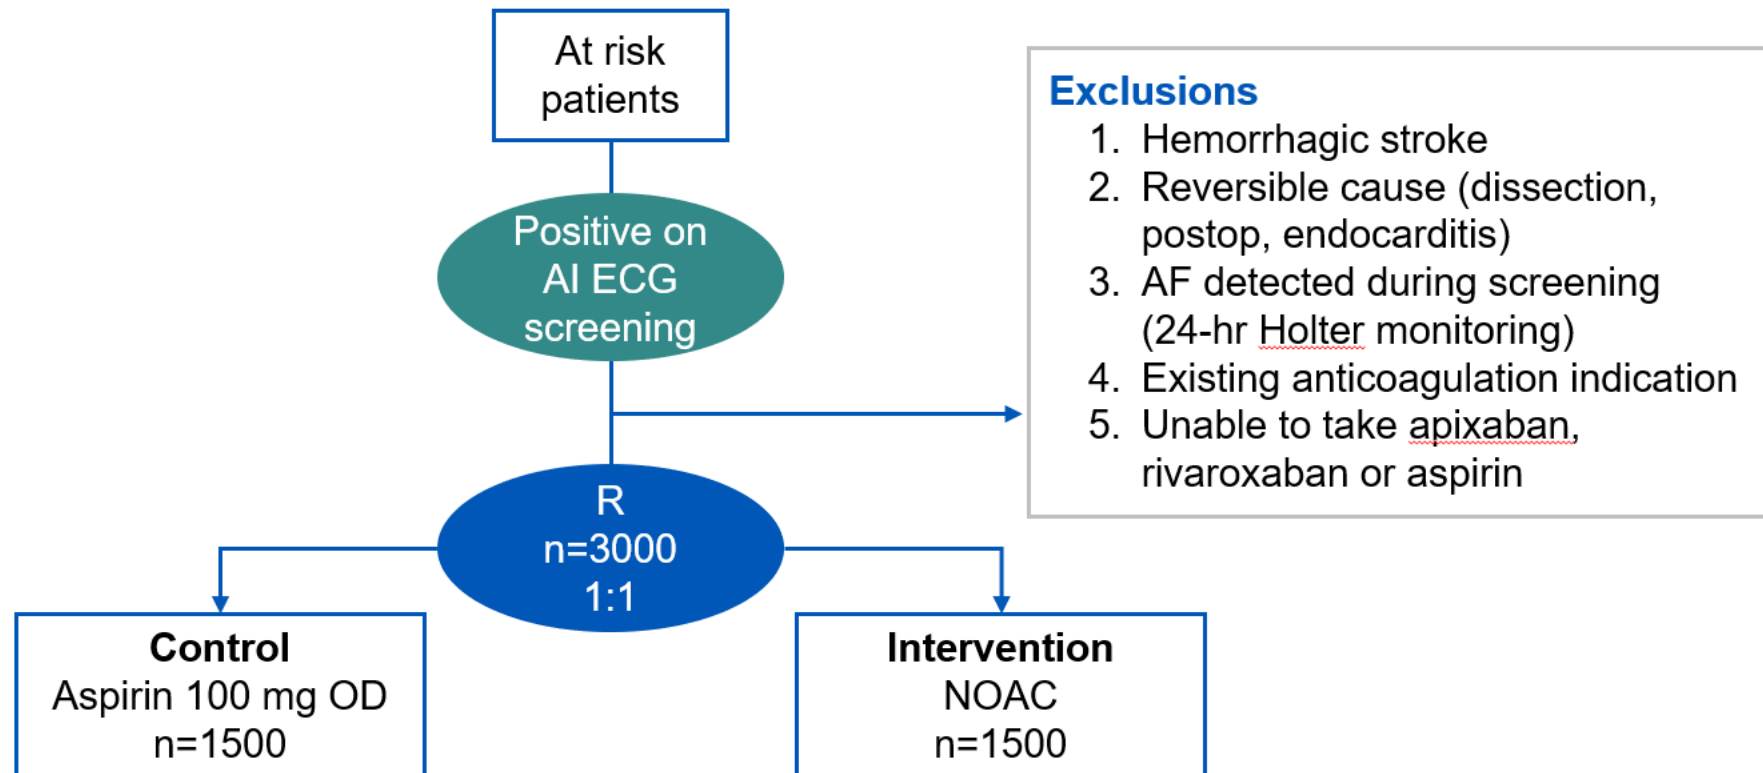 At risk
patients
Positive on
AI ECG
screening
Exclusions
1. Hemorrhagic stroke
2. Reversible cause (dissection,
postop, endocarditis)
3. AF detected during screening
(24-hr Holter monitoring)
4. Existing anticoagulation indication
5. Unable to take apixaban,
rivaroxaban or aspirin
R
n=3000
1:1
Control
Aspirin 100 mg OD
n=1500
Intervention
NOAC
n=1500